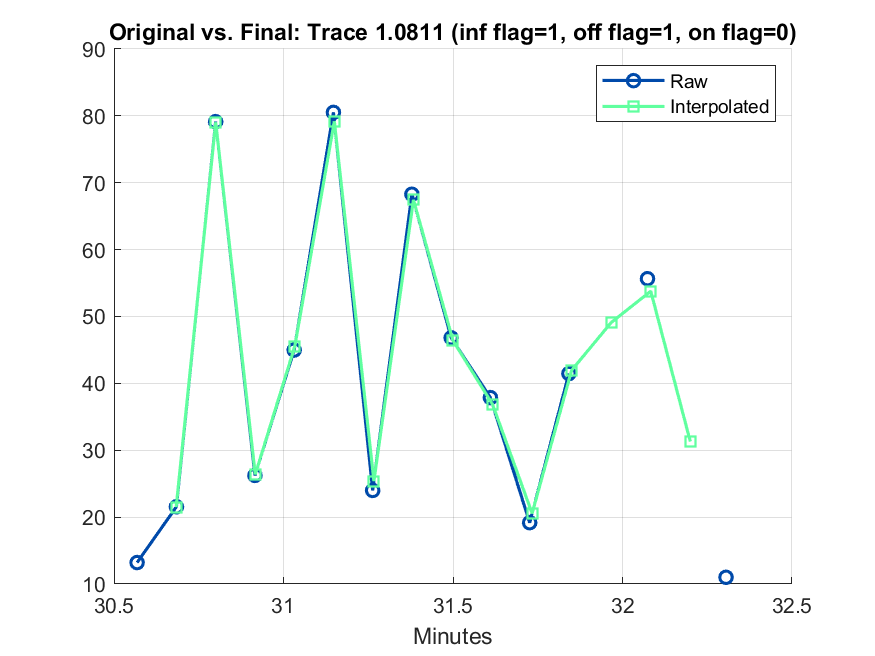 Original vs. Final: Trace 1.0811 (inf flag=1, off flag=1, on flag=0)
90
80
70
60
50
40
30
20
10
Raw
Interpolated
30.5 31 31.5 32 32.5
Minutes